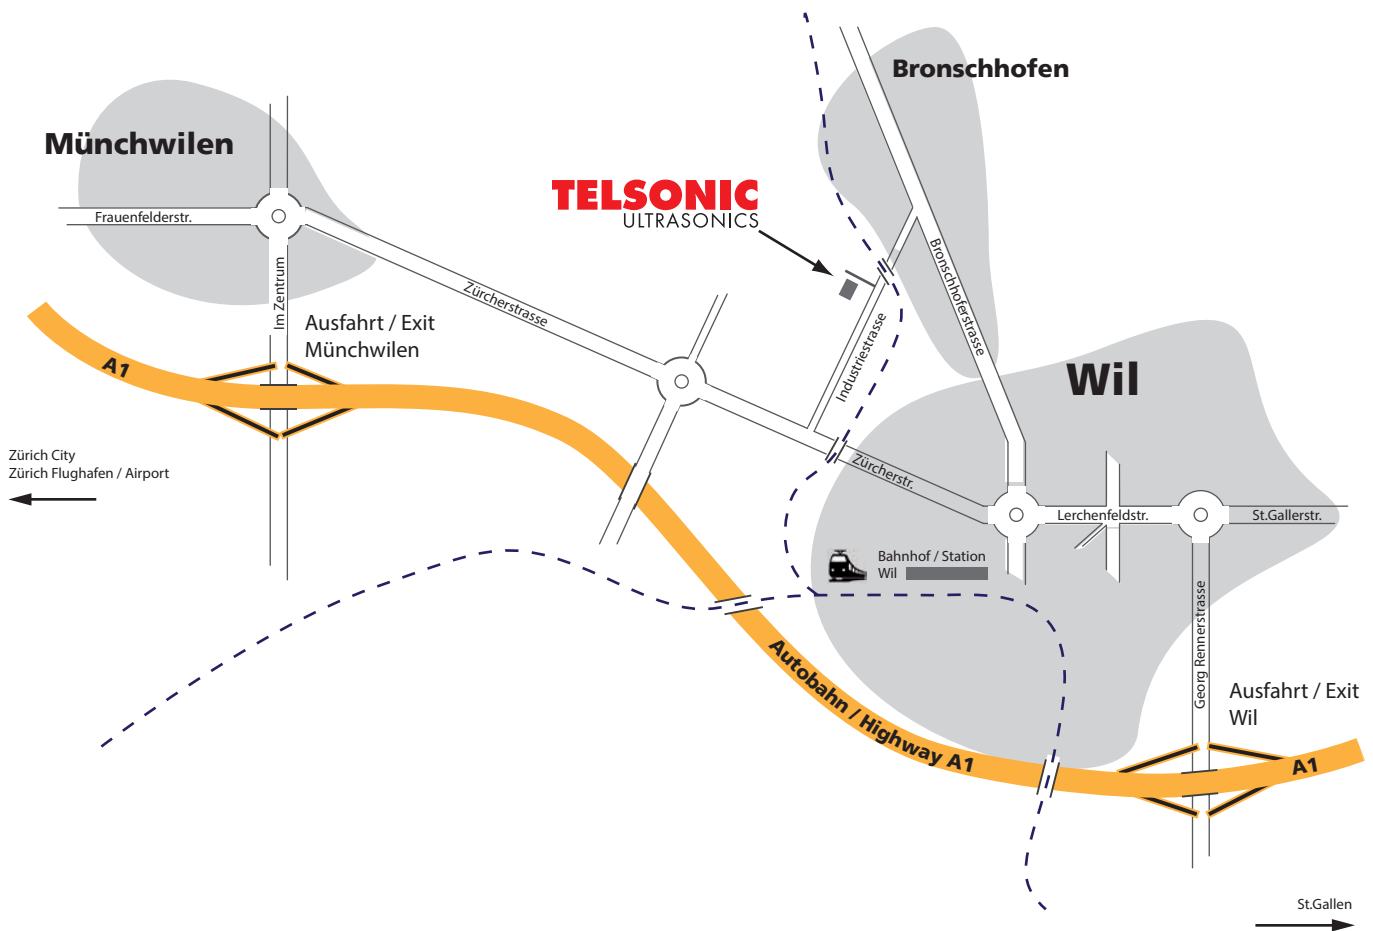 Bronschhofen
Münchwilen
TELSONIC
ULTRASONICS
Frauenfelderstr.
Im Zentrum
Zürcherstrasse
Bronschhoferstrasse
Industriestrasse
Ausfahrt / Exit
Münchwilen
A1
Wil
Zürich City
Zürich Flughafen / Airport
Zürcherstr.
Lerchenfeldstr.
St.Gallerstr.
Bahnhof / Station
Wil
Georg Rennerstrasse
Autobahn / Highway A1
Ausfahrt / Exit
Wil
A1
St.Gallen